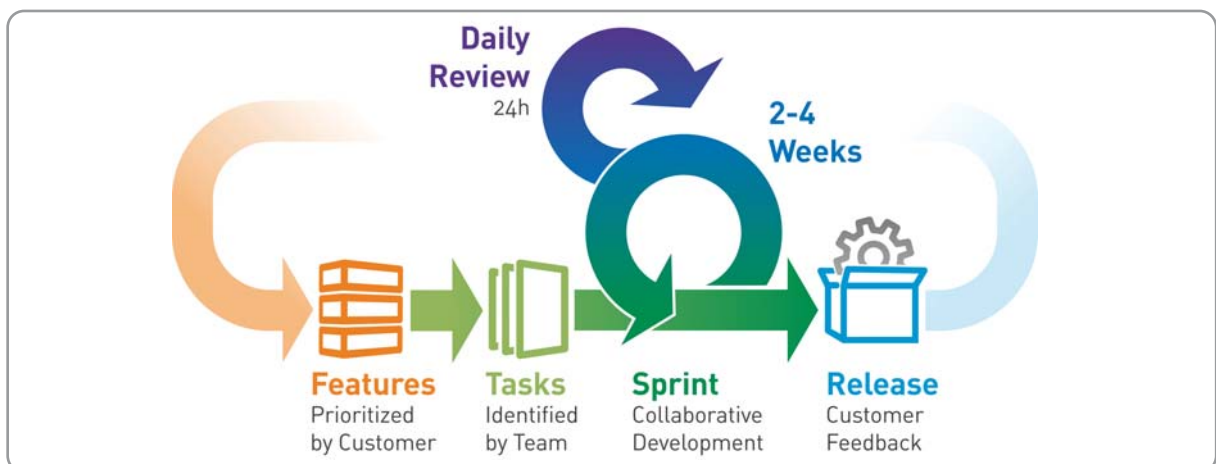 Daily
Review
24h
2-4
Weeks
Features
Prioritized
by Customer
Tasks
Identified
by Team
Sprint
Collaborative
Development
Release
Customer
Feedback